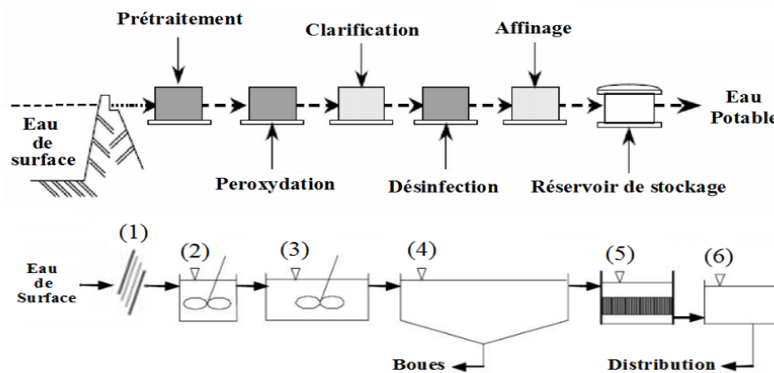 Prétraitement
Clarification
Affinage
Eau
de
surface
Eau
Potable
Peroxydation
Désinfection
Réservoir de stockage
(1)
(2)
(3)
(4)
(5)
(6)
Eau
de
Surface
Boues
Distribution